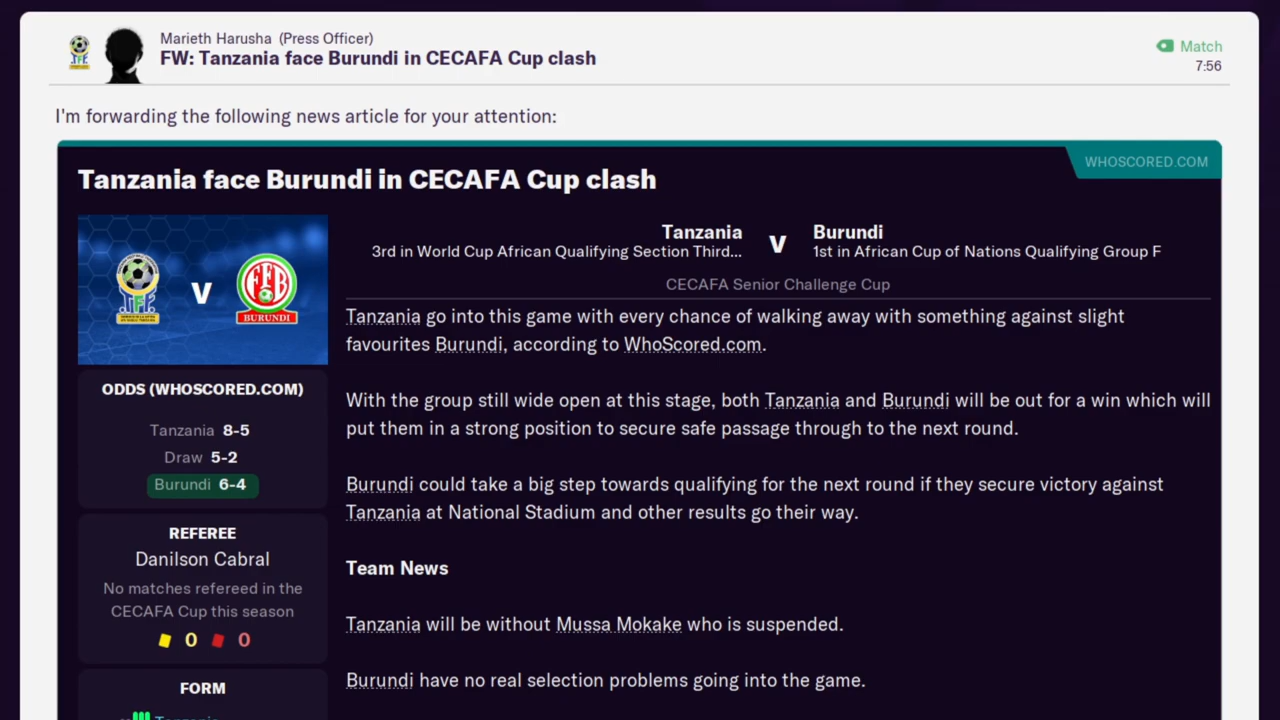 Marieth Harusha (Press Officer)
FW: Tanzania face Burundi in CECAFA Cup clash
Match
7:56
I'm forwarding the following news article for your attention:
WHOSCORED.COM
Tanzania face Burundi in CECAFA Cup clash
TFF
V
FFB
BURUNDI
Tanzania
3rd in World Cup African Qualifying Section Third...
v
Burundi
1st in African Cup of Nations Qualifying Group F
CECAFA Senior Challenge Cup
Tanzania go into this game with every chance of walking away with something against slight
favourites Burundi, according to WhoScored.com.
With the group still wide open at this stage, both Tanzania and Burundi will be out for a win which will
put them in a strong position to secure safe passage through to the next round.
Burundi could take a big step towards qualifying for the next round if they secure victory against
Tanzania at National Stadium and other results go their way.
Team News
Tanzania will be without Mussa Mokake who is suspended.
Burundi have no real selection problems going into the game.
ODDS (WHOSCORED.COM)
Tanzania 8-5
Draw 5-2
Burundi 6-4
REFEREE
Danilson Cabral
No matches refereed in the
CECAFA Cup this season
0 0
FORM
Tanzania